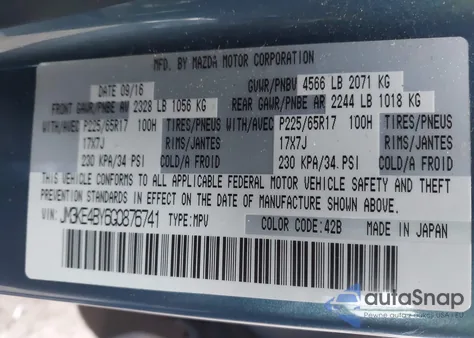 MFD. BY MAZDA MOTOR CORPORATION
DATE 09/16 GVWR/PNBV 4566 LB 2071 KG
FRONT GAWR/PNBE AV 2328 LB 1056 KG REAR GAWR/PNBE AR 2244 LB 1018 KG
WITH/AVEC P225/65R17 100H TIRES/PNEUS WITH/AVEC P225/65R17 100H TIRES/PNEUS
17X7J RIMS/JANTES 17X7J RIMS/JANTES
230 KPA/34 PSI COLD/A FROID 230 KPA/34 PSI COLD/A FROID
THIS VEHICLE CONFORMS TO ALL APPLICABLE FEDERAL MOTOR VEHICLE SAFETY AND THEFT
PREVENTION STANDARDS IN EFFECT ON THE DATE OF MANUFACTURE SHOWN ABOVE.
VIN: JM3KE4BY6G0876741 TYPE: MPV COLOR CODE: 42B MADE IN JAPAN
autoSnap
Pewne auta z aukcji USA i EU